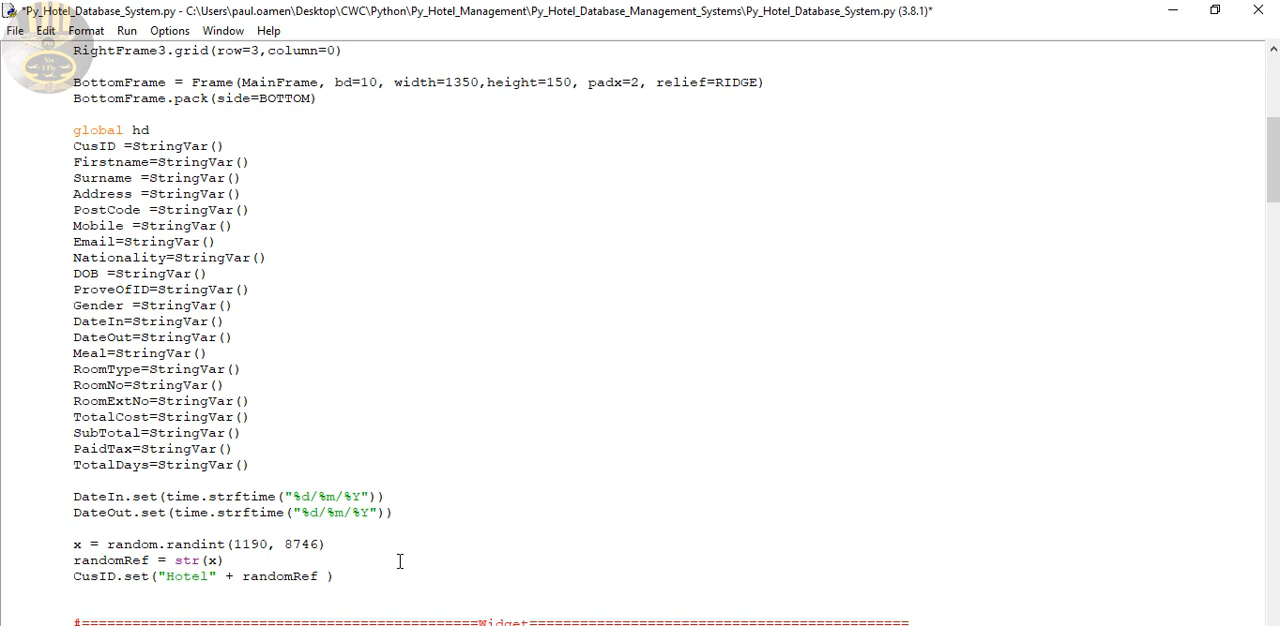 *Py_Hotel_Database_System.py - C:\Users\paul.oamen\Desktop\CWC\Python\Py_Hotel_Management\Py_Hotel_Database_Management_Systems\Py_Hotel_Database_System.py (3.8.1)*
File Edit Format Run Options Window Help
RightFrame3.grid(row=3,column=0)
BottomFrame = Frame(MainFrame, bd=10, width=1350,height=150, padx=2, relief=RIDGE)
BottomFrame.pack(side=BOTTOM)
global hd
CusID =StringVar()
Firstname=StringVar()
Surname =StringVar()
Address =StringVar()
PostCode =StringVar()
Mobile =StringVar()
Email=StringVar()
Nationality=StringVar()
DOB =StringVar()
ProveOfID=StringVar()
Gender =StringVar()
DateIn=StringVar()
DateOut=StringVar()
Meal=StringVar()
RoomType=StringVar()
RoomNo=StringVar()
RoomExtNo=StringVar()
TotalCost=StringVar()
SubTotal=StringVar()
PaidTax=StringVar()
TotalDays=StringVar()
DateIn.set(time.strftime("%d/%m/%Y"))
DateOut.set(time.strftime("%d/%m/%Y"))
x = random.randint(1190, 8746)
randomRef = str(x)
CusID.set("Hotel" + randomRef )
#===============================================Widget=============================================